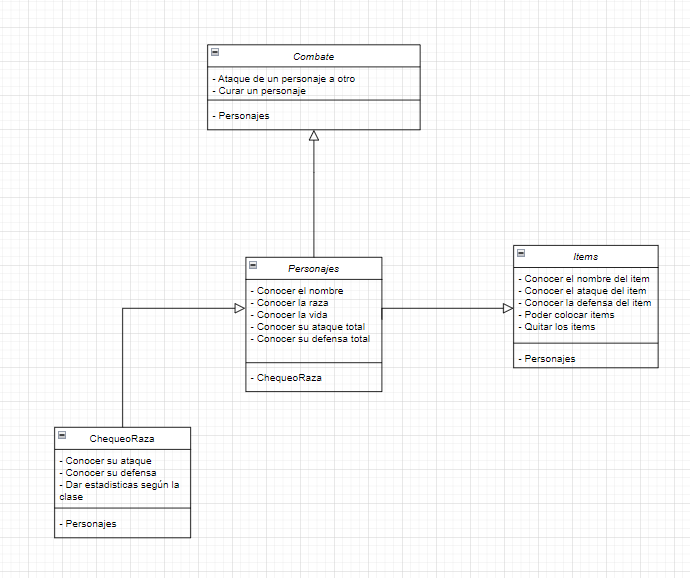 Combate
- Ataque de un personaje a otro
- Curar un personaje
- Personajes
Personajes
- Conocer el nombre
- Conocer la raza
- Conocer la vida
- Conocer su ataque total
- Conocer su defensa total
- ChequeoRaza
Items
- Conocer el nombre del item
- Conocer el ataque del item
- Conocer la defensa del item
- Poder colocar items
- Quitar los items
- Personajes
ChequeoRaza
- Conocer su ataque
- Conocer su defensa
- Dar estadisticas según la
clase
- Personajes